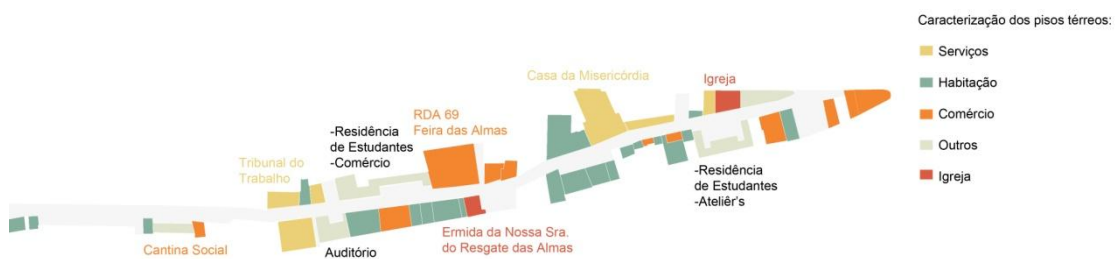 Caracterização dos pisos térreos:
Serviços
Habitação
Comércio
Outros
Igreja
Casa da Misericórdia
Igreja
RDA 69
Feira das Almas
-Residência
de Estudantes
-Comércio
Tribunal do
Trabalho
-Residência
de Estudantes
-Ateliêr's
Cantina Social
Auditório
Ermida da Nossa Sra.
do Resgate das Almas